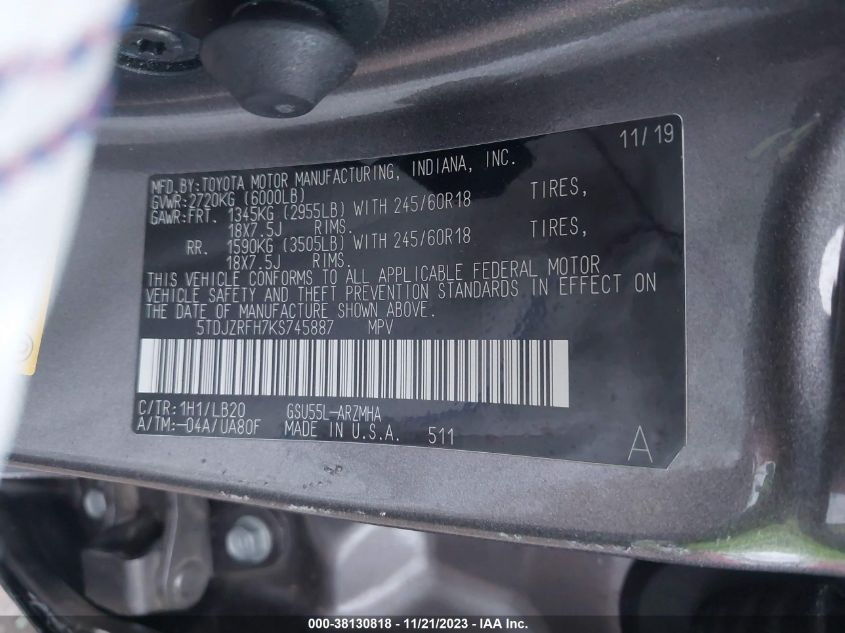 11/19
MFD.BY:TOYOTA MOTOR MANUFACTURING, INDIANA, INC.
GVWR:2720KG (6000LB)
GAWR:FRT. 1345KG (2955LB) WITH 245/60R18 TIRES,
18X7.5J RIMS.
RR. 1590KG (3505LB) WITH 245/60R18 TIRES,
18X7.5J RIMS.
THIS VEHICLE CONFORMS TO ALL APPLICABLE FEDERAL MOTOR
VEHICLE SAFETY AND THEFT PREVENTION STANDARDS IN EFFECT ON
THE DATE OF MANUFACTURE SHOWN ABOVE.
5TDJZRFH7KS745887 MPV
C/TR:1H1/LB20 GSU55L-ARZMHA
A/TM:-04A/UA80F MADE IN U.S.A. 511
A
000-38130818 - 11/21/2023 - IAA Inc.